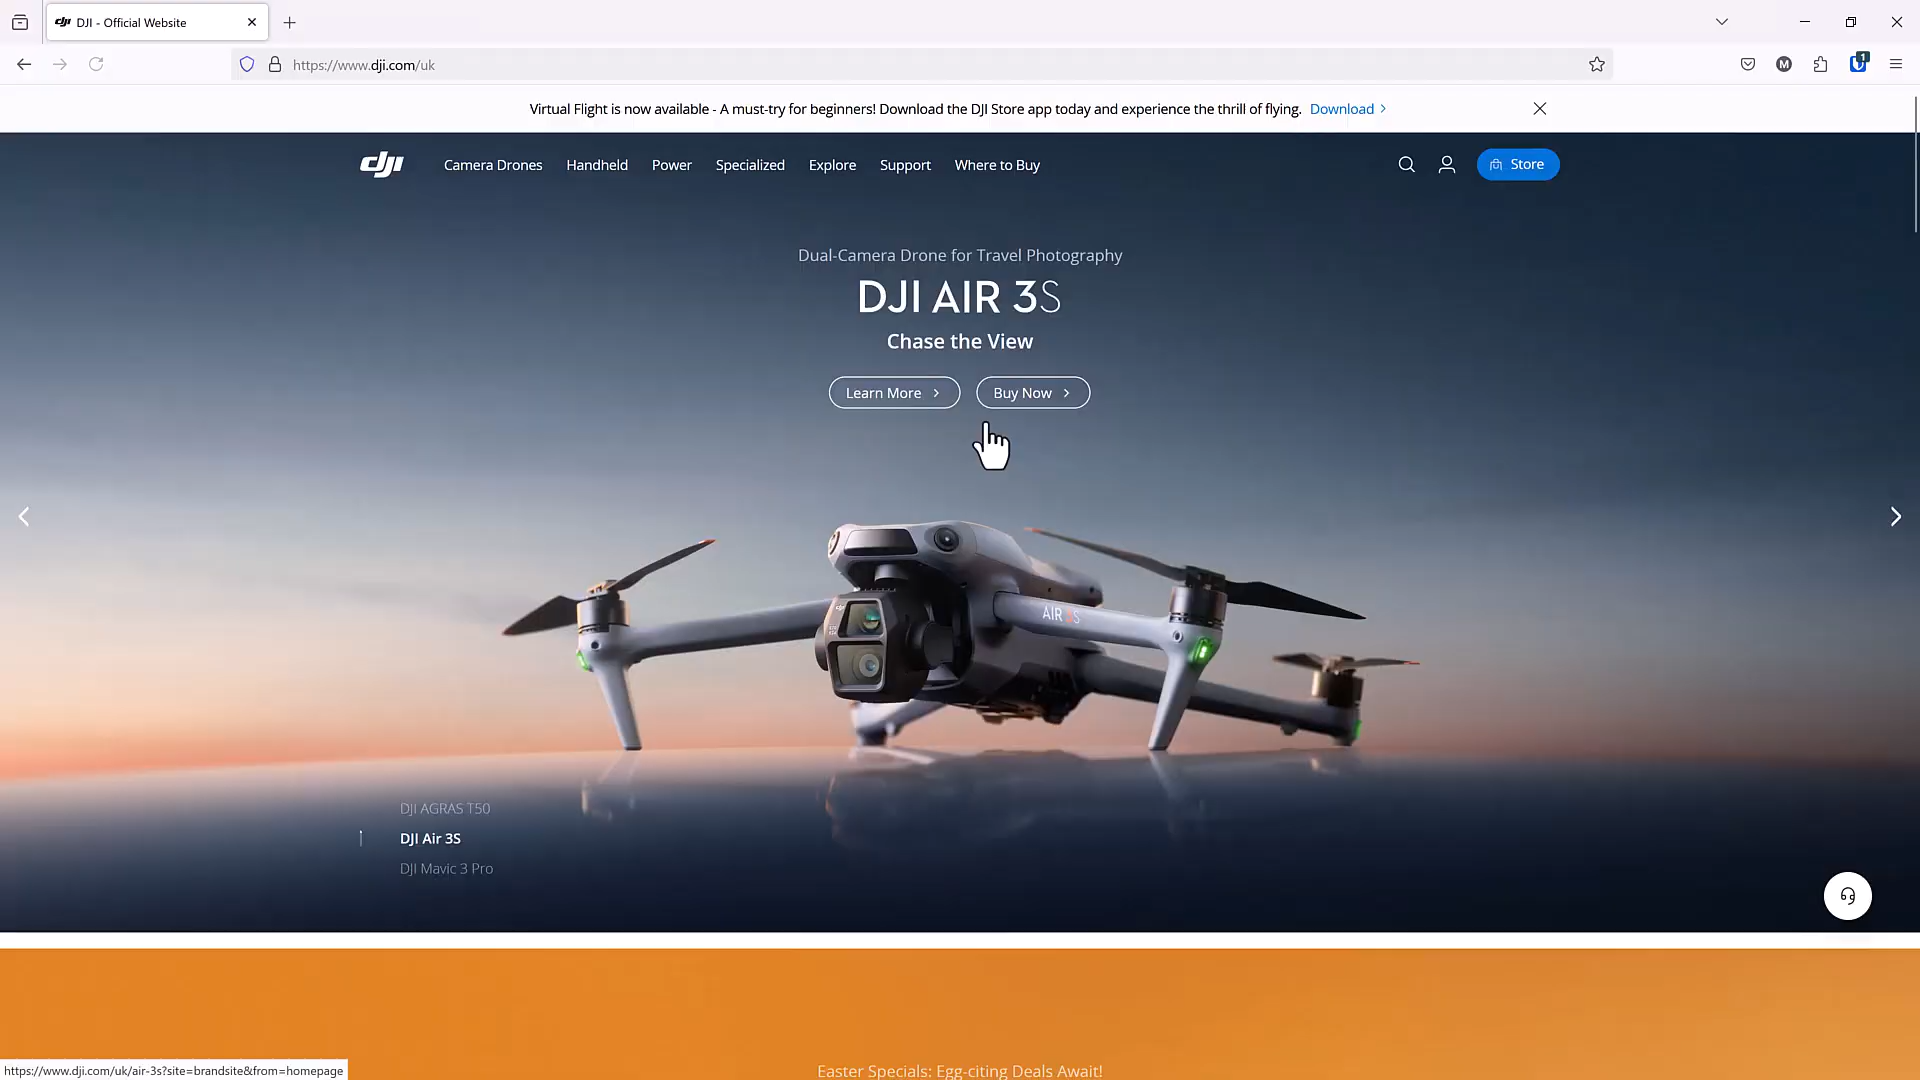 dji DJI - Official Website
https://www.dji.com/uk
M
1
Virtual Flight is now available - A must-try for beginners! Download the DJI Store app today and experience the thrill of flying. Download >
dji
Camera Drones Handheld Power Specialized Explore Support Where to Buy
Store
Dual-Camera Drone for Travel Photography
DJI AIR 3S
Chase the View
Learn More >
Buy Now >
AIR 3S
DJI AGRAS T50
DJI Air 3S
DJI Mavic 3 Pro
Easter Specials: Egg-citing Deals Await!
https://www.dji.com/uk/air-3s?site=brandsite&from=homepage